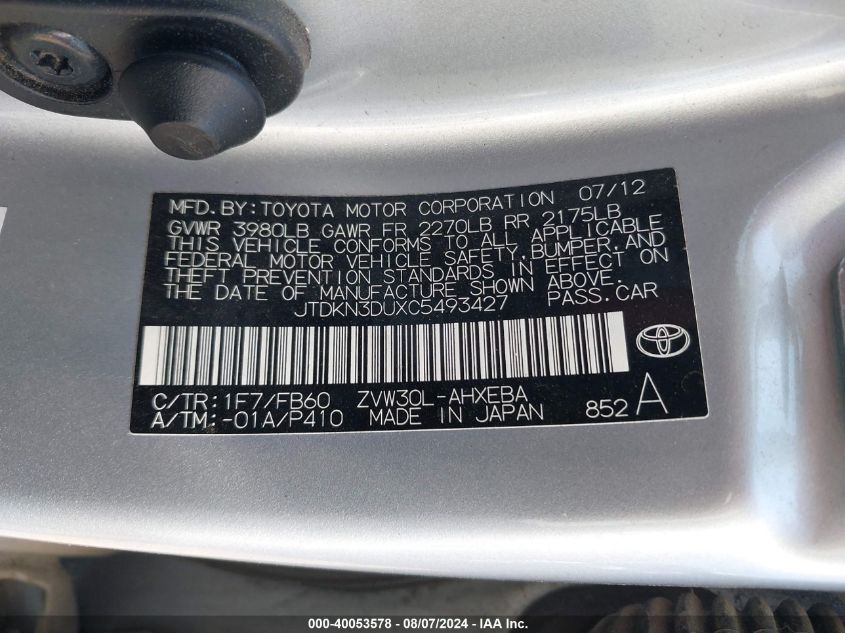 MFD. BY: TOYOTA MOTOR CORPORATION 07/12
GVWR 3980LB GAWR FR 2270LB RR 2175LB
THIS VEHICLE CONFORMS TO ALL APPLICABLE
FEDERAL MOTOR VEHICLE SAFETY, BUMPER, AND
THEFT PREVENTION STANDARDS IN EFFECT ON
THE DATE OF MANUFACTURE SHOWN ABOVE.
JTDKN3DUXC5493427 PASS. CAR
C/TR: 1F7/FB60 ZVW30L-AHXEBA
A/TM: -01A/P410 MADE IN JAPAN 852 A
000-40053578 - 08/07/2024 - IAA Inc.